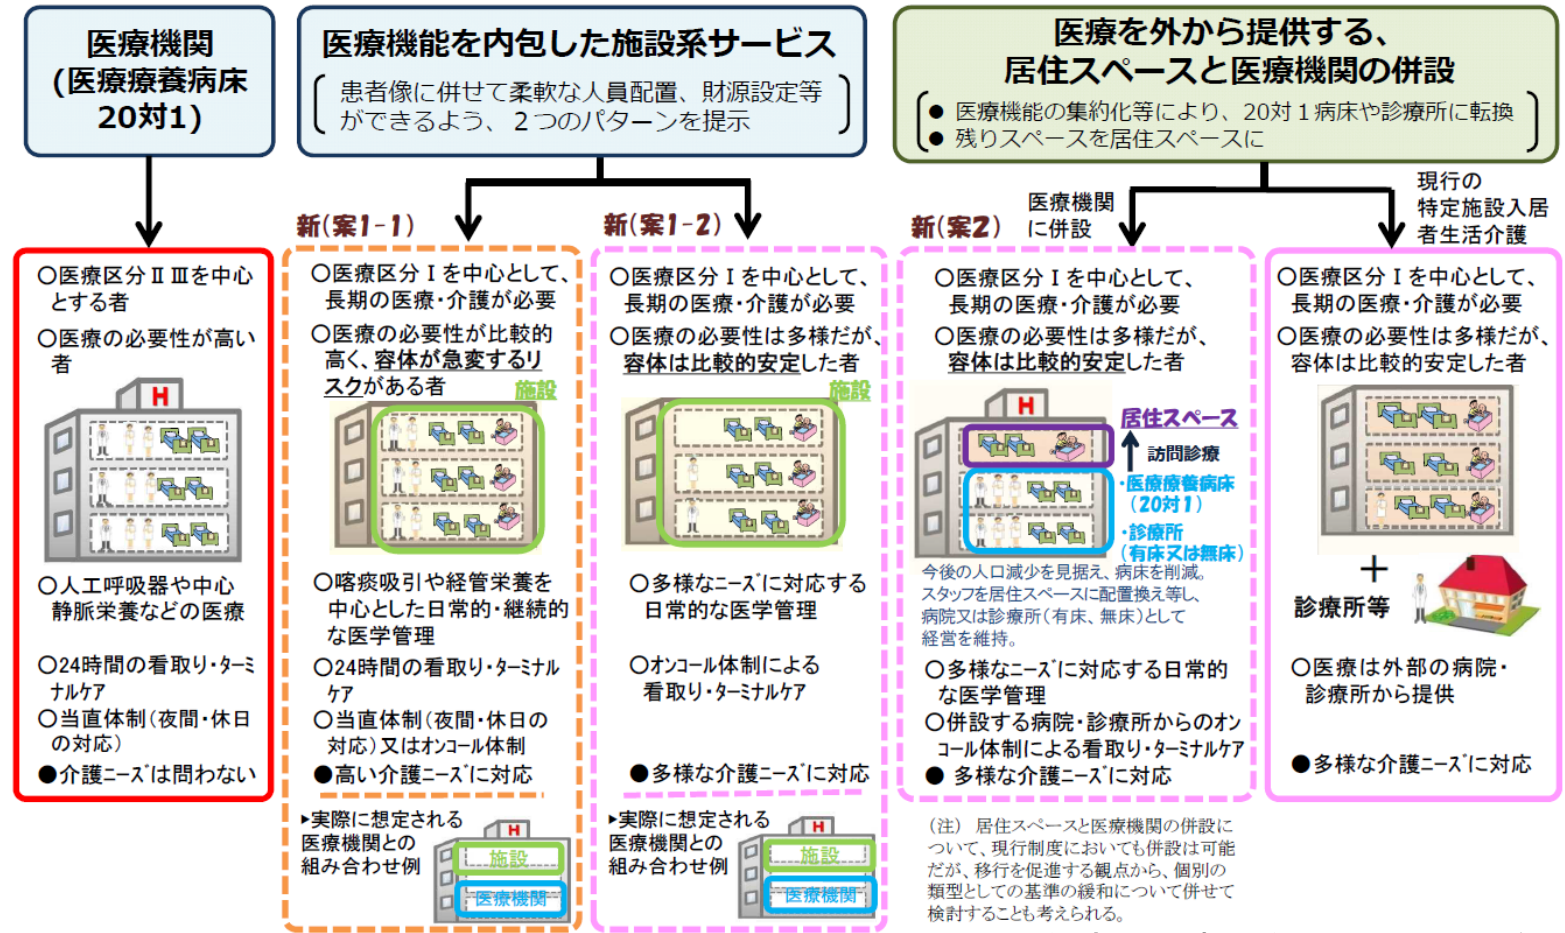 医療機関
(医療療養病床
20対1)
医療機能を内包した施設系サービス
患者像に併せて柔軟な人員配置、財源設定等
ができるよう、２つのパターンを提示
医療を外から提供する、
居住スペースと医療機関の併設
● 医療機能の集約化等により、20対１病床や診療所に転換
● 残りスペースを居住スペースに
○医療区分ⅡⅢを中心
とする者
○医療の必要性が高い
者
H
○人工呼吸器や中心
静脈栄養などの医療
○24時間の看取り・ターミ
ナルケア
○当直体制（夜間・休日
の対応）
●介護ニーズは問わない
新(案1-1)
○医療区分Ⅰを中心として、
長期の医療・介護が必要
○医療の必要性が比較的
高く、容体が急変するリ
スクがある者
施設
○喀痰吸引や経管栄養を
中心とした日常的・継続的
な医学管理
○24時間の看取り・ターミナル
ケア
○当直体制（夜間・休日の
対応）又はオンコール体制
●高い介護ニーズに対応
▶実際に想定される
医療機関との
組み合わせ例
H
施設
医療機関
新(案1-2)
○医療区分Ⅰを中心として、
長期の医療・介護が必要
○医療の必要性は多様だが、
容体は比較的安定した者
施設
○多様なニーズに対応する
日常的な医学管理
○オンコール体制による
看取り・ターミナルケア
●多様な介護ニーズに対応
▶実際に想定される
医療機関との
組み合わせ例
H
施設
医療機関
新(案2)
医療機関
に併設
○医療区分Ⅰを中心として、
長期の医療・介護が必要
○医療の必要性は多様だが、
容体は比較的安定した者
H
居住スペース
訪問診療
・医療療養病床
（20対1）
・診療所
（有床又は無床）
今後の人口減少を見据え、病床を削減。
スタッフを居住スペースに配置換え等し、
病院又は診療所（有床、無床）として
経営を維持。
○多様なニーズに対応する日常的
な医学管理
○併設する病院・診療所からのオン
コール体制による看取り・ターミナルケア
● 多様な介護ニーズに対応
（注） 居住スペースと医療機関の併設に
ついて、現行制度においても併設は可能
だが、移行を促進する観点から、個別の
類型としての基準の緩和について併せて
検討することも考えられる。
現行の
特定施設入居
者生活介護
○医療区分Ⅰを中心として、
長期の医療・介護が必要
○医療の必要性は多様だが、
容体は比較的安定した者
＋
診療所等
○医療は外部の病院・
診療所から提供
●多様な介護ニーズに対応